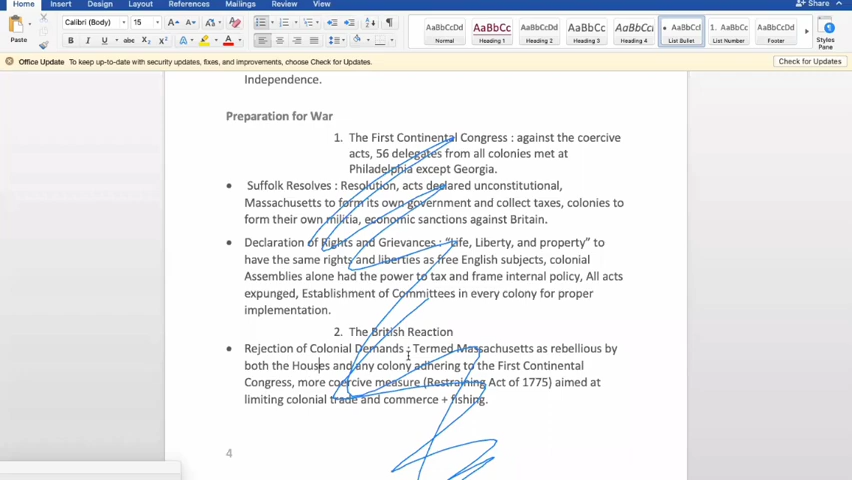 Home Insert Design Layout References Mailings Review View Share
Paste Calibri (Body) 15 AaBbCcDd AaBbCc AaBbCcDd AaBbCcD AaBbCcD AaBbCcI AaBbCcD AaBbCcDd
B I U abc X₂ X² A A Normal Heading 1 Heading 2 Heading 3 Heading 4 List Bullet List Number Footer Styles Pane
Office Update To keep up-to-date with security updates, fixes, and improvements, choose Check for Updates. Check for Updates
Independence.
Preparation for War
1. The First Continental Congress : against the coercive
acts, 56 delegates from all colonies met at
Philadelphia except Georgia.
• Suffolk Resolves : Resolution, acts declared unconstitutional,
Massachusetts to form its own government and collect taxes, colonies to
form their own militia, economic sanctions against Britain.
• Declaration of Rights and Grievances : “Life, Liberty, and property” to
have the same rights and liberties as free English subjects, colonial
Assemblies alone had the power to tax and frame internal policy, All acts
expunged, Establishment of Committees in every colony for proper
implementation.
2. The British Reaction
• Rejection of Colonial Demands : Termed Massachusetts as rebellious by
both the Houses and any colony adhering to the First Continental
Congress, more coercive measure (Restraining Act of 1775) aimed at
limiting colonial trade and commerce + fishing.
4